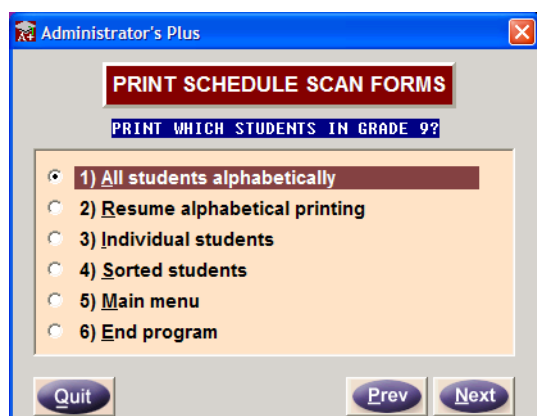 Administrator's Plus
PRINT SCHEDULE SCAN FORMS
PRINT WHICH STUDENTS IN GRADE 9?
1) All students alphabetically
2) Resume alphabetical printing
3) Individual students
4) Sorted students
5) Main menu
6) End program
Quit Prev Next